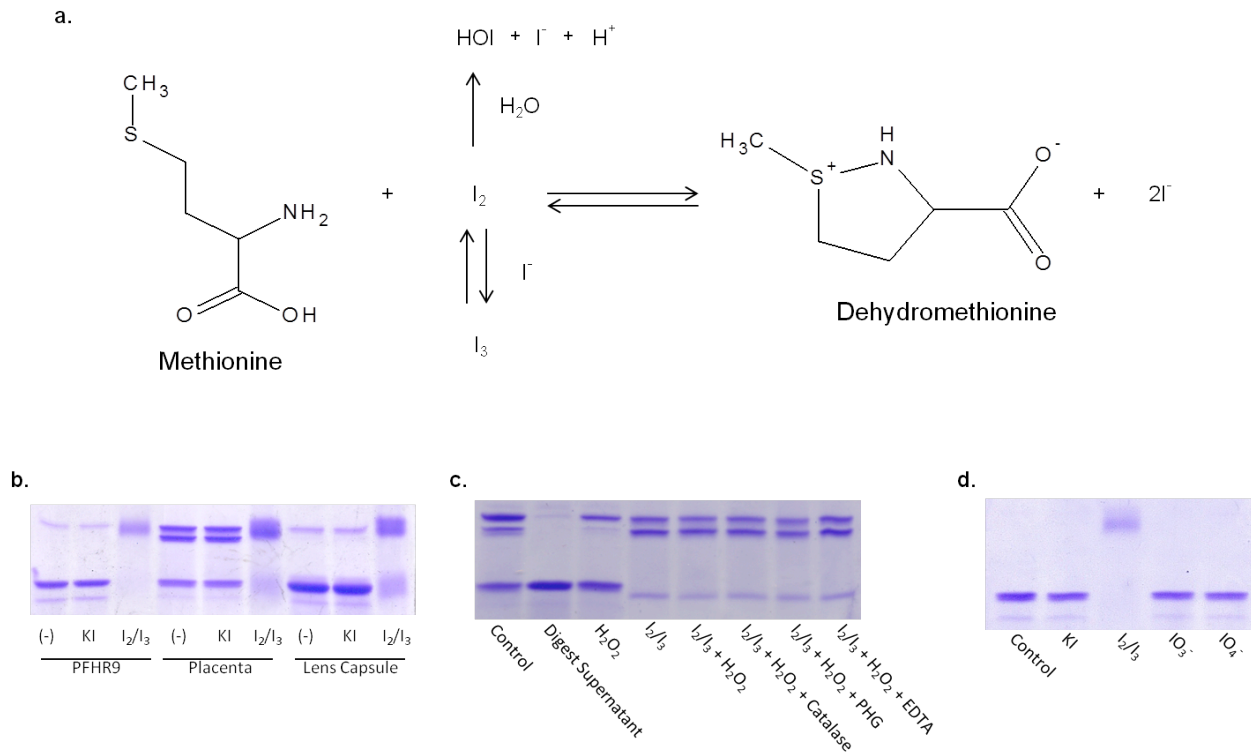 a.
HOI + I⁻ + H⁺
CH₃
H₂O
S
H₃C
H
N
S⁺
O⁻
+
I₂
+
2I⁻
NH₂
I⁻
O
OH
O
Dehydromethionine
I₃
Methionine
b.
(-) KI I₂/I₃ (-) KI I₂/I₃ (-) KI I₂/I₃
PFHR9 Placenta Lens Capsule
c.
Control
Digest Supernatant
H₂O₂
I₂/I₃
I₂/I₃ + H₂O₂
I₂/I₃ + H₂O₂ + Catalase
I₂/I₃ + H₂O₂ + PHG
I₂/I₃ + H₂O₂ + EDTA
d.
Control
KI
I₂/I₃
IO₃⁻
IO₄⁻